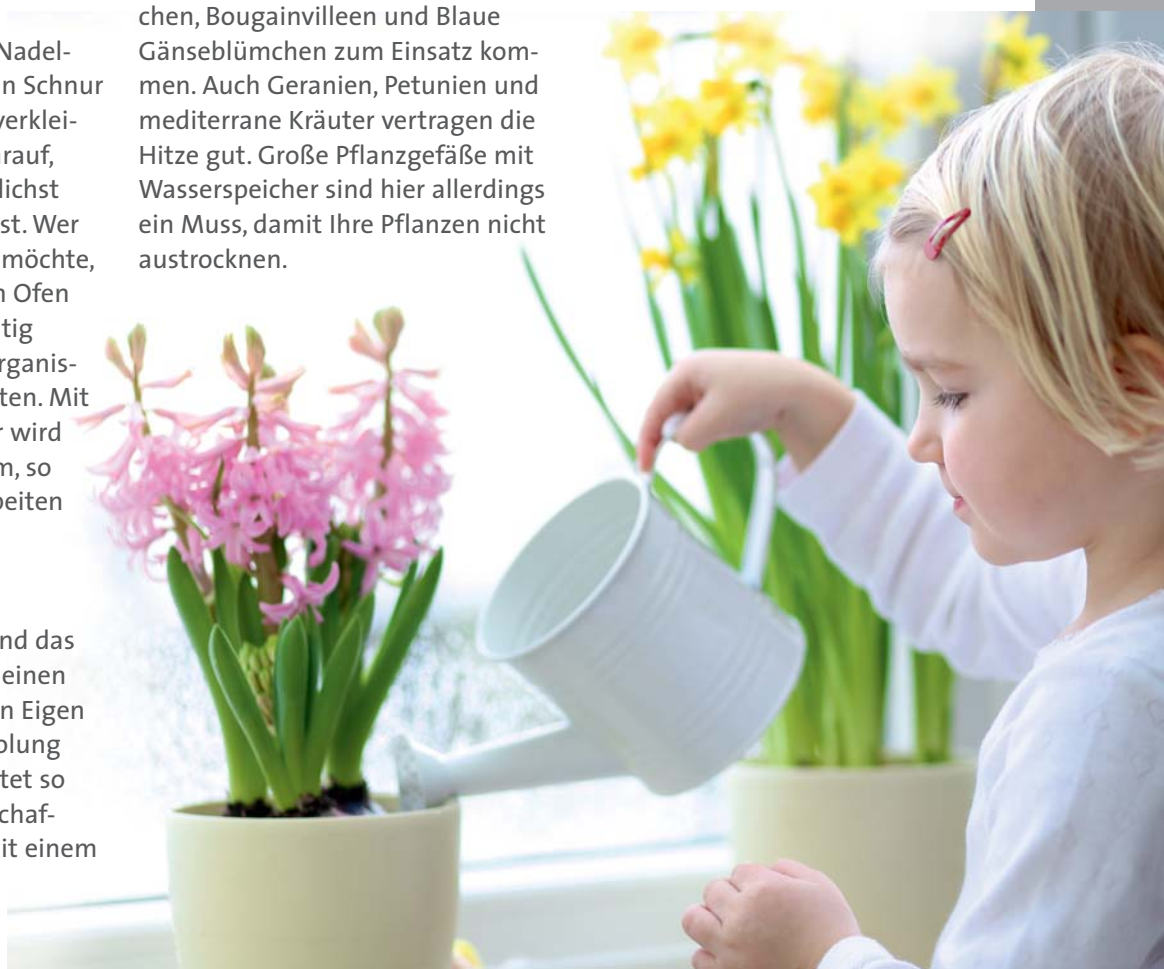 Nadel-
n Schnur
verklei-
rauf,
lichst
st. Wer
möchte,
n Ofen
tig
rganis-
ten. Mit
r wird
m, so
beiten
nd das
einen
n Eigen
olung
tet so
chaf-
it einem
chen, Bougainvilleen und Blaue
Gänseblümchen zum Einsatz kom-
men. Auch Geranien, Petunien und
mediterrane Kräuter vertragen die
Hitze gut. Große Pflanzgefäße mit
Wasserspeicher sind hier allerdings
ein Muss, damit Ihre Pflanzen nicht
austrocknen.